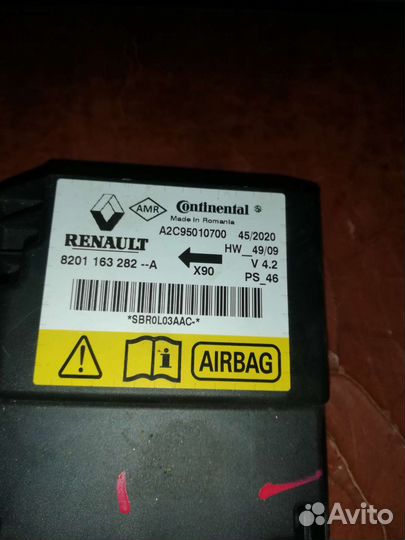 AMR Continental
Made in Romania
A2C95010700 45/2020
RENAULT HW__49/09
8201 163 282 --A X90 V 4.2
PS_46
*SBR0L03AAC-*
! i AIRBAG
Avito